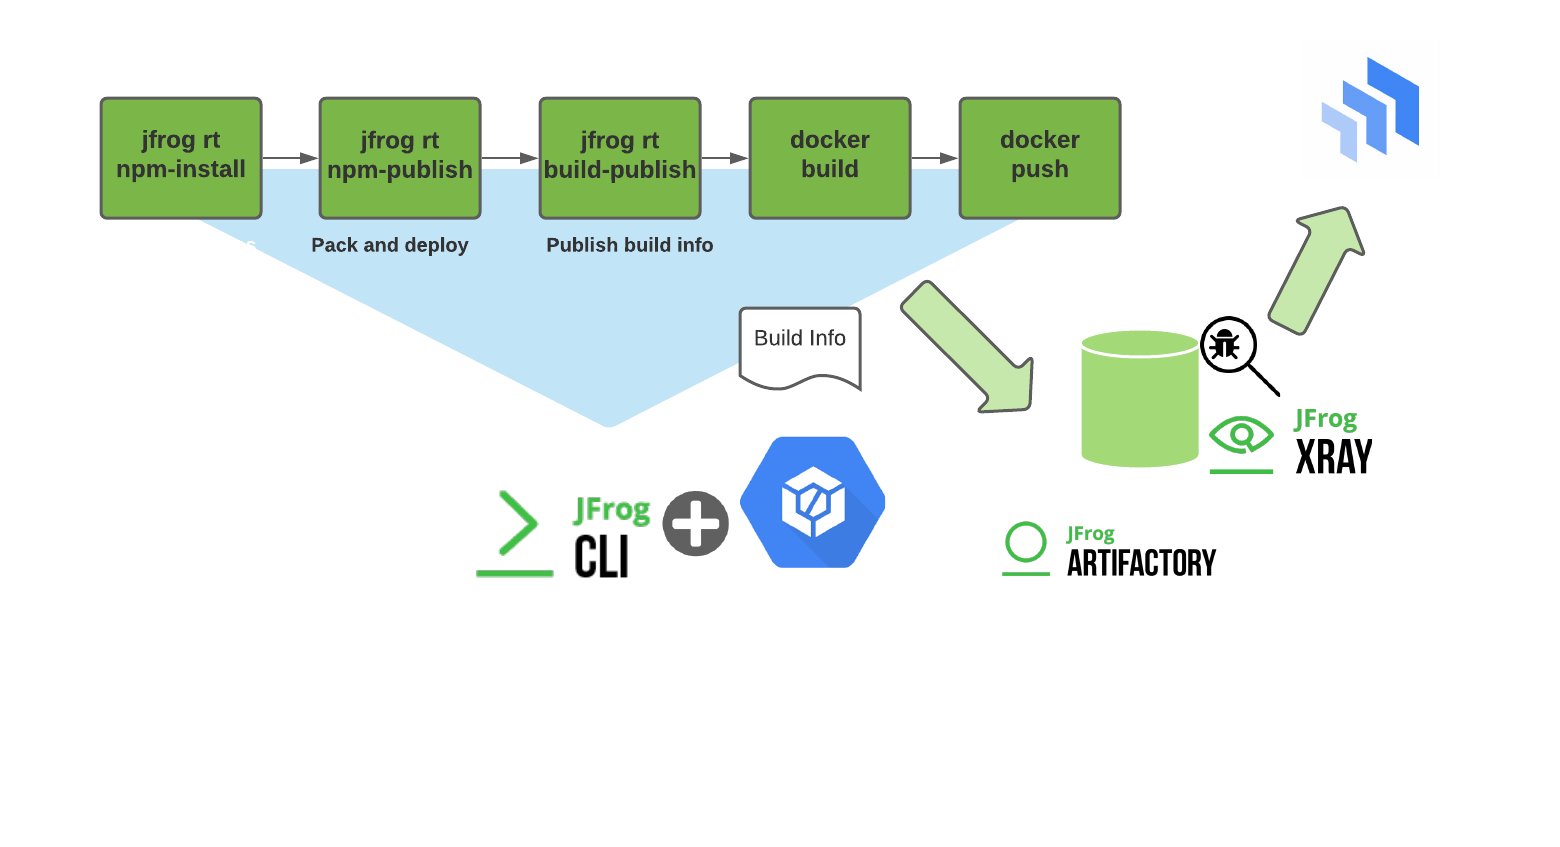 jfrog rt
npm-install
jfrog rt
npm-publish
jfrog rt
build-publish
docker
build
docker
push
Pack and deploy
Publish build info
Build Info
JFrog
CLI
JFrog
XRAY
JFrog
ARTIFACTORY